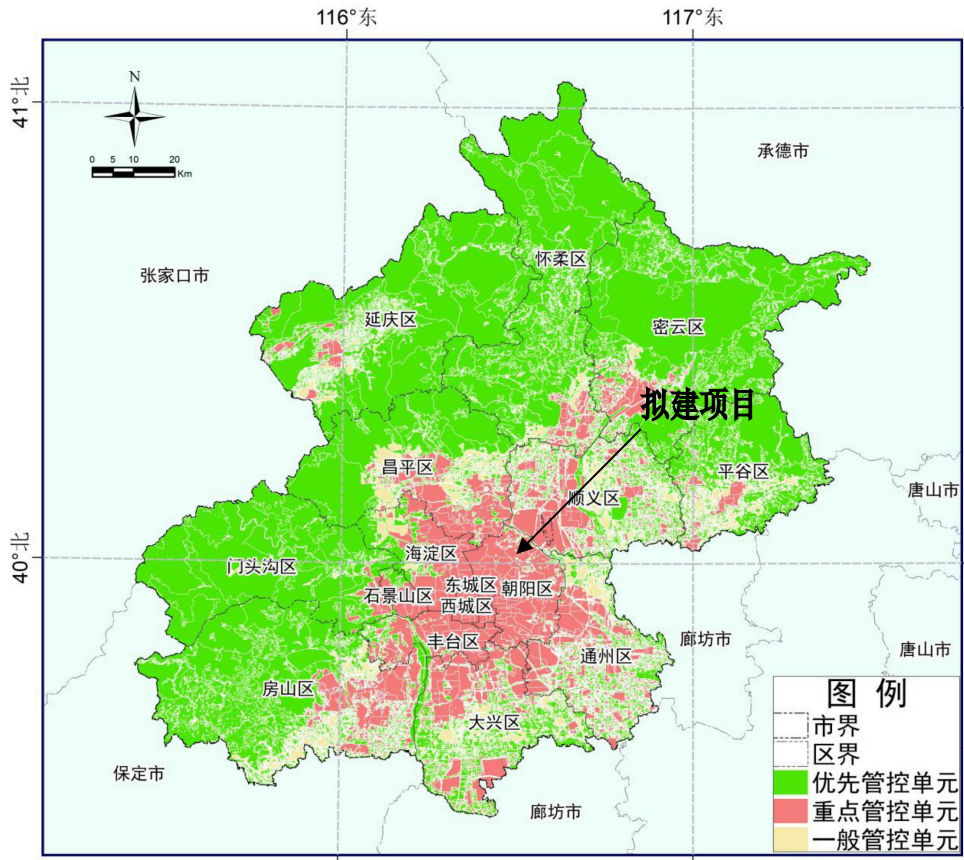 116°东
117°东
41°北
N
0 5 10 20
Km
承德市
怀柔区
张家口市
延庆区
密云区
拟建项目
昌平区
平谷区
唐山市
顺义区
40°北
海淀区
门头沟区
东城区
朝阳区
石景山区
西城区
丰台区
廊坊市
通州区
唐山市
房山区
大兴区
保定市
廊坊市
图 例
市界
区界
优先管控单元
重点管控单元
一般管控单元